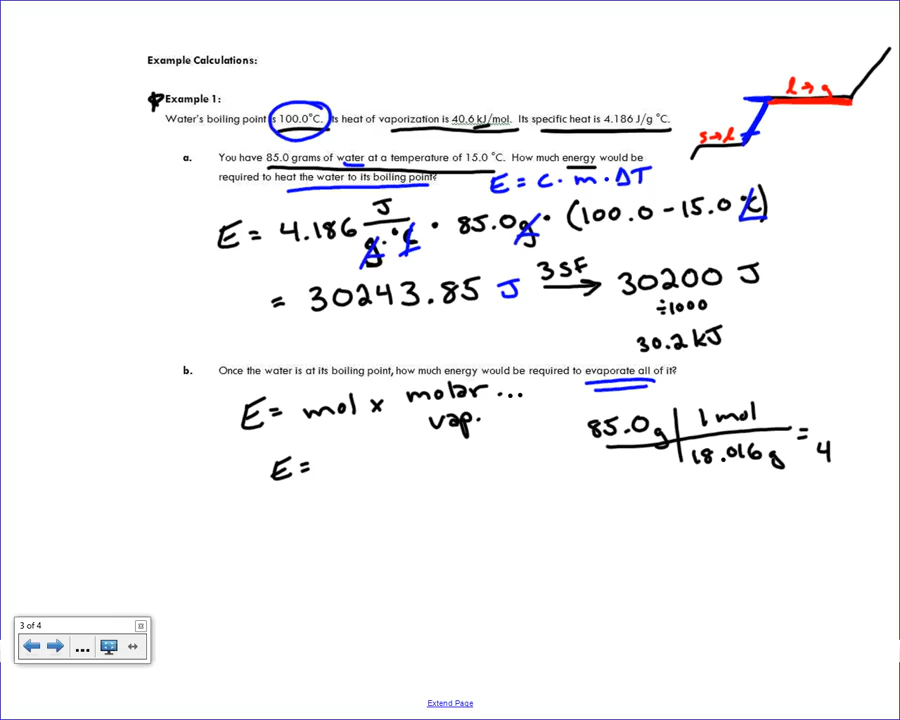 Example Calculations:
Example 1:
Water's boiling point is 100.0°C. Its heat of vaporization is 40.6 kJ/mol. Its specific heat is 4.186 J/g °C.
s→l
l→g
a. You have 85.0 grams of water at a temperature of 15.0 °C. How much energy would be
required to heat the water to its boiling point?
E = C · m · ΔT
E = 4.186 J/g·°C · 85.0g · (100.0 - 15.0 °C)
= 30243.85 J 3SF → 30200 J
÷1000
30.2 kJ
b. Once the water is at its boiling point, how much energy would be required to evaporate all of it?
E = mol × molar ...
vap.
85.0g | 1 mol
18.016 g = 4
E =
3 of 4
...
Extend Page